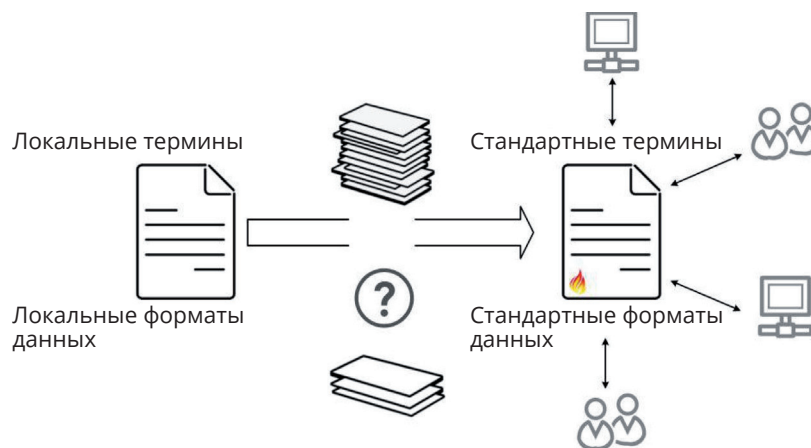 Локальные термины
Стандартные термины
?
Локальные форматы
данных
Стандартные форматы
данных